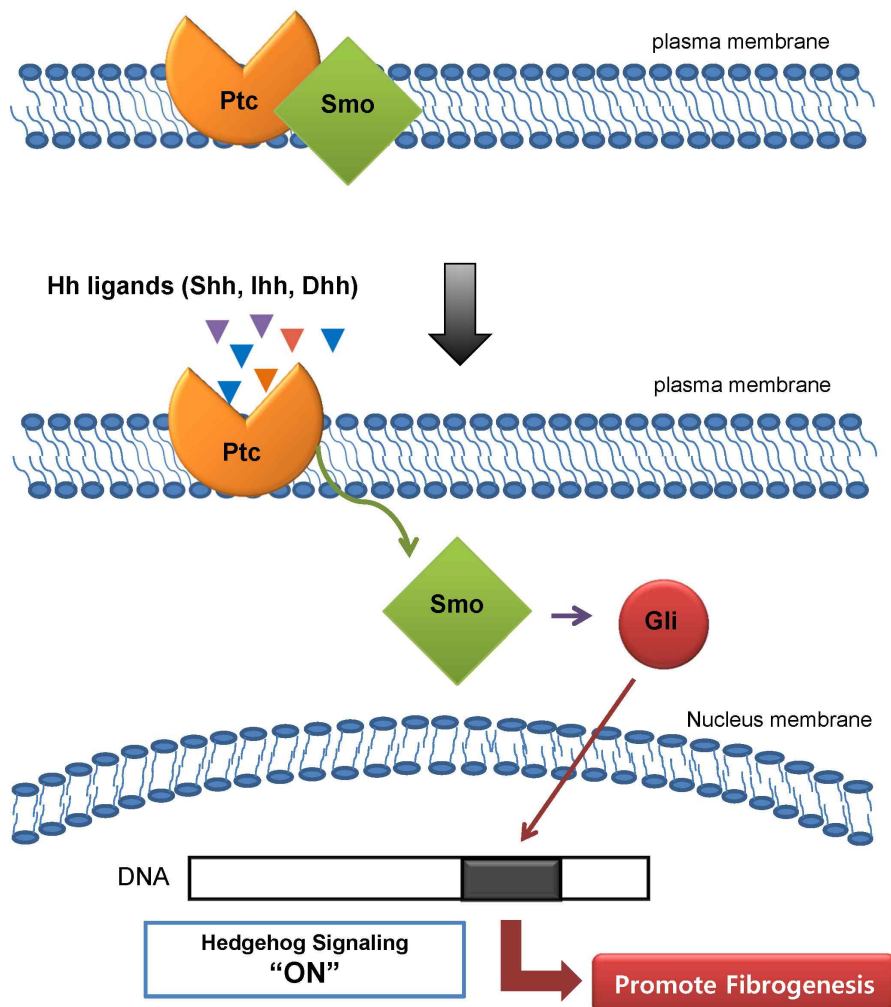 plasma membrane
Ptc
Smo
Hh ligands (Shh, Ihh, Dhh)
plasma membrane
Ptc
Smo
Gli
Nucleus membrane
DNA
Hedgehog Signaling
“ON”
Promote Fibrogenesis